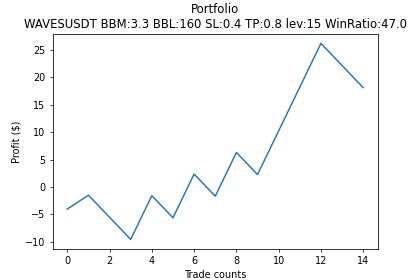 Portfolio
WAVESUSDT BBM:3.3 BBL:160 SL:0.4 TP:0.8 lev:15 WinRatio:47.0
25
20
15
10
5
0
−5
−10
Profit ($)
0 2 4 6 8 10 12 14
Trade counts